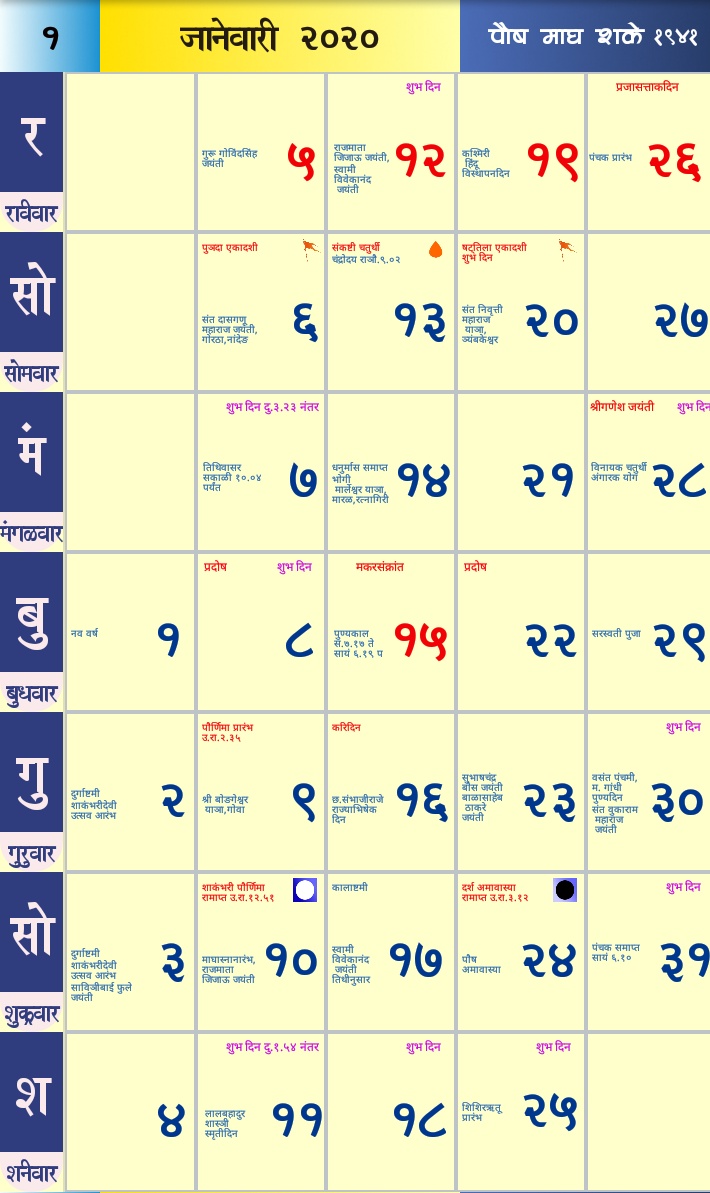 १
जानेवारी २०२०
पौष माघ शके १९४१
र
रविवार
गुरू गोविंदसिंह
जयंती
५
शुभ दिन
राजमाता
जिजाऊ जयंती,
स्वामी
विवेकानंद
जयंती
१२
कश्मिरी
हिंदू
विस्थापनदिन
१९
प्रजासत्ताकदिन
पंचक प्रारंभ
२६
सो
सोमवार
पुत्रदा एकादशी
संत दासगणू
महाराज जयंती,
गोरठा,नांदेड
६
संकष्टी चतुर्थी
चंद्रोदय रात्रौ.९.०२
१३
षट्‌तिला एकादशी
शुभ दिन
संत निवृत्ती
महाराज
यात्रा,
त्र्यंबकेश्वर
२०
२७
मं
मंगळवार
शुभ दिन दु.३.२३ नंतर
तिथिवासर
सकाळी १०.०४
पर्यंत
७
धनुर्मास समाप्त
भोगी
मार्लेश्वर यात्रा,
मारळ,रत्नागिरी
१४
२१
श्रीगणेश जयंती
शुभ दिन
विनायक चतुर्थी
अंगारक योग
२८
बु
बुधवार
नव वर्ष
१
प्रदोष
शुभ दिन
८
मकरसंक्रांत
पुण्यकाल
स.७.१७ ते
सायं ६.१९ प
१५
प्रदोष
२२
सरस्वती पुजा
२९
गु
गुरुवार
दुर्गाष्टमी
शाकंभरीदेवी
उत्सव आरंभ
२
पौर्णिमा प्रारंभ
उ.रा.२.३५
श्री बोडगेश्वर
यात्रा,गोवा
९
करिदिन
छ.संभाजीराजे
राज्याभिषेक
दिन
१६
सुभाषचंद्र
बोस जयंती
बाळासाहेब
ठाकरे
जयंती
२३
शुभ दिन
वसंत पंचमी,
म. गांधी
पुण्यदिन
संत तुकाराम
महाराज
जयंती
३०
सो
शुक्रवार
दुर्गाष्टमी
शाकंभरीदेवी
उत्सव आरंभ
सावित्रीबाई फुले
जयंती
३
शाकंभरी पौर्णिमा
रामाप्त उ.रा.१२.५१
माघास्नानारंभ,
राजमाता
जिजाऊ जयंती
१०
कालाष्टमी
स्वामी
विवेकानंद
जयंती
तिथीनुसार
१७
दर्श अमावास्या
रामाप्त उ.रा.३.१२
पौष
अमावास्या
२४
शुभ दिन
पंचक समाप्त
सायं ६.१०
३१
श
शनिवार
४
शुभ दिन दु.१.५४ नंतर
लालबहादुर
शास्त्री
स्मृतीदिन
११
शुभ दिन
१८
शुभ दिन
शिशिरऋतू
प्रारंभ
२५